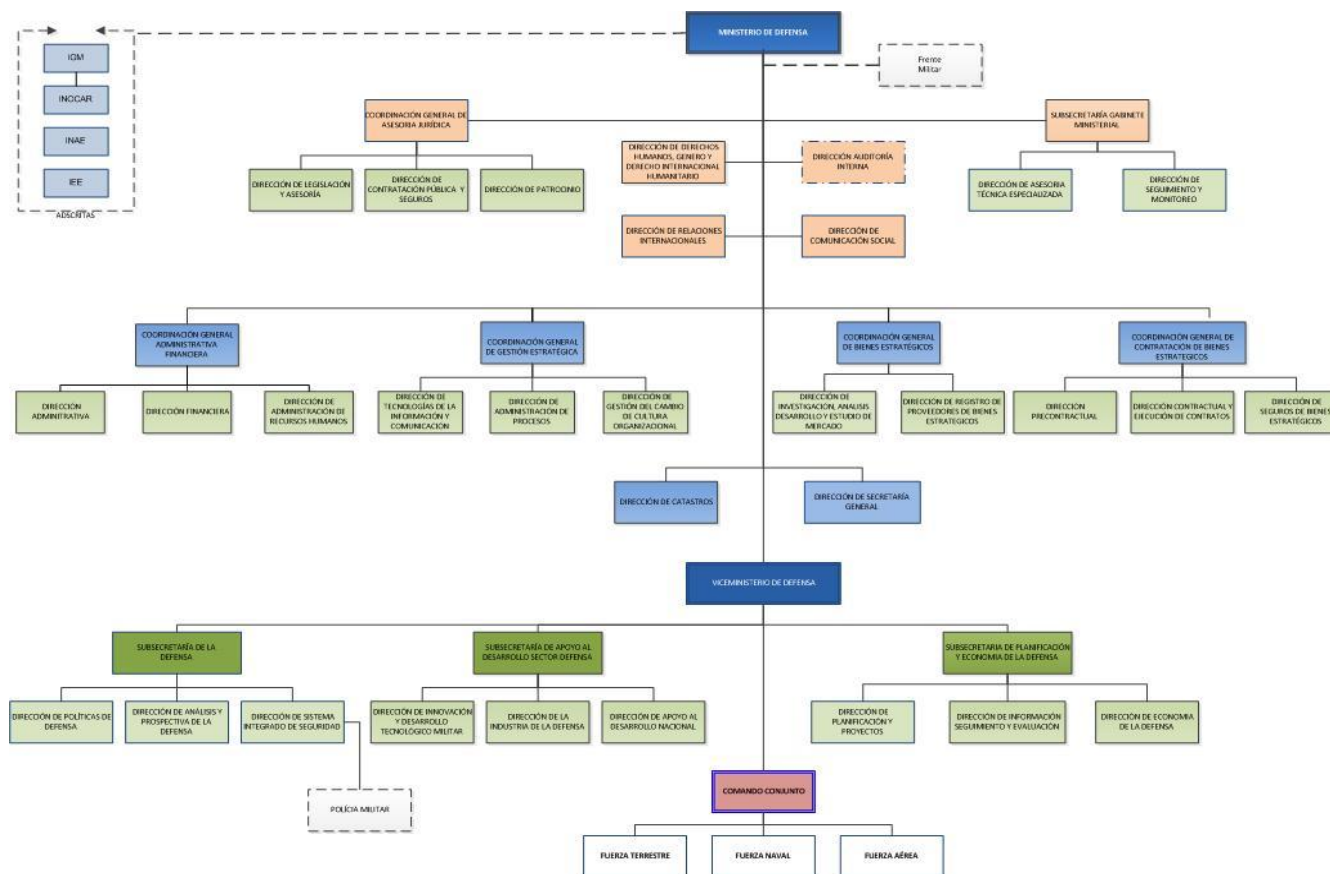 MINISTERIO DE DEFENSA
Frente
Militar
IGM
INOCAR
INAE
IEE
ADSCRITAS
COORDINACIÓN GENERAL DE
ASESORIA JURÍDICA
SUBSECRETARÍA GABINETE
MINISTERIAL
DIRECCIÓN DE DERECHOS
HUMANOS, GENERO Y
DERECHO INTERNACIONAL
HUMANITARIO
DIRECCIÓN AUDITORÍA
INTERNA
DIRECCIÓN DE LEGISLACIÓN
Y ASESORÍA
DIRECCIÓN DE
CONTRATACIÓN PÚBLICA Y
SEGUROS
DIRECCIÓN DE PATROCINIO
DIRECCIÓN DE ASESORIA
TÉCNICA ESPECIALIZADA
DIRECCIÓN DE
SEGUIMIENTO Y
MONITOREO
DIRECCIÓN DE RELACIONES
INTERNACIONALES
DIRECCIÓN DE
COMUNICACIÓN SOCIAL
COORDINACIÓN GENERAL
ADMINISTRATIVA
FINANCIERA
COORDINACIÓN GENERAL
DE GESTIÓN ESTRATÉGICA
COORDINACIÓN GENERAL
DE BIENES ESTRATÉGICOS
COORDINACIÓN GENERAL DE
CONTRATACIÓN DE BIENES
ESTRATEGICOS
DIRECCIÓN
ADMINITRATIVA
DIRECCIÓN FINANCIERA
DIRECCIÓN DE
ADMINISTRACIÓN DE
RECURSOS HUMANOS
DIRECCIÓN DE
TECNOLOGÍAS DE LA
INFORMACIÓN Y
COMUNICACIÓN
DIRECCIÓN DE
ADMINISTRACIÓN DE
PROCESOS
DIRECCIÓN DE
GESTIÓN DEL CAMBIO
DE CULTURA
ORGANIZACIONAL
DIRECCIÓN DE
INVESTIGACIÓN, ANALISIS
DESARROLLO Y ESTUDIO DE
MERCADO
DIRECCIÓN DE REGISTRO DE
PROVEEDORES DE BIENES
ESTRATEGICOS
DIRECCIÓN
PRECONTRACTUAL
DIRECCIÓN CONTRACTUAL Y
EJECUCIÓN DE CONTRATOS
DIRECCIÓN DE
SEGUROS DE BIENES
ESTRATÉGICOS
DIRECCIÓN DE CATASTROS
DIRECCIÓN DE SECRETARÍA
GENERAL
VICEMINISTERIO DE DEFENSA
SUBSECRETARÍA DE LA
DEFENSA
SUBSECRETARÍA DE APOYO AL
DESARROLLO SECTOR DEFENSA
SUBSECRETARIA DE PLANIFICACIÓN
Y ECONOMIA DE LA DEFENSA
DIRECCIÓN DE POLÍTICAS DE
DEFENSA
DIRECCIÓN DE ANÁLISIS Y
PROSPECTIVA DE LA
DEFENSA
DIRECCIÓN DE SISTEMA
INTEGRADO DE SEGURIDAD
DIRECCIÓN DE INNOVACIÓN
Y DESARROLLO
TECNOLÓGICO MILITAR
DIRECCIÓN DE LA
INDUSTRIA DE LA DEFENSA
DIRECCIÓN DE APOYO AL
DESARROLLO NACIONAL
DIRECCIÓN DE
PLANIFICACIÓN Y
PROYECTOS
DIRECCIÓN DE INFORMACIÓN
SEGUIMIENTO Y EVALUACIÓN
DIRECCIÓN DE ECONOMIA
DE LA DEFENSA
POLÍCIA MILITAR
COMANDO CONJUNTO
FUERZA TERRESTRE
FUERZA NAVAL
FUERZA AÉREA